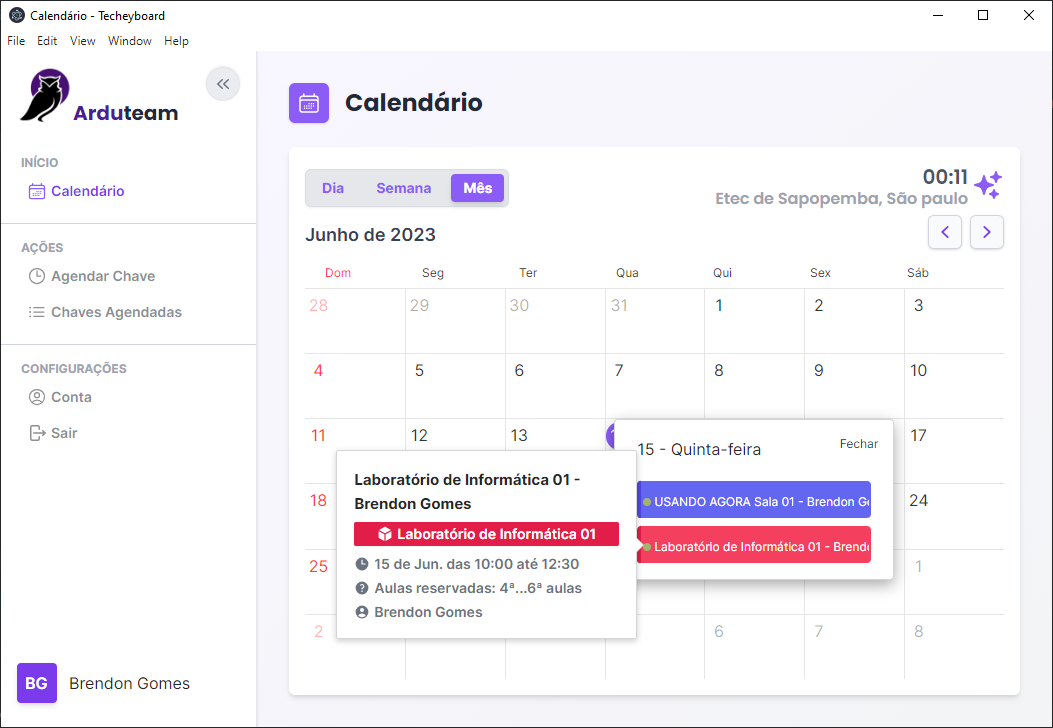 Calendário - Techeyboard
File Edit View Window Help
Arduteam
INÍCIO
Calendário
AÇÕES
Agendar Chave
Chaves Agendadas
CONFIGURAÇÕES
Conta
Sair
BG Brendon Gomes
Calendário
Dia Semana Mês
00:11
Etec de Sapopemba, São paulo
Junho de 2023
Dom Seg Ter Qua Qui Sex Sáb
28 29 30 31 1 2 3
4 5 6 7 8 9 10
11 12 13 17
18 24
25 1
2 6 7 8
15 - Quinta-feira Fechar
USANDO AGORA Sala 01 - Brendon
Laboratório de Informática 01 -
Laboratório de Informática 01 -
Brendon Gomes
Laboratório de Informática 01
15 de Jun. das 10:00 até 12:30
Aulas reservadas: 4ª...6ª aulas
Brendon Gomes